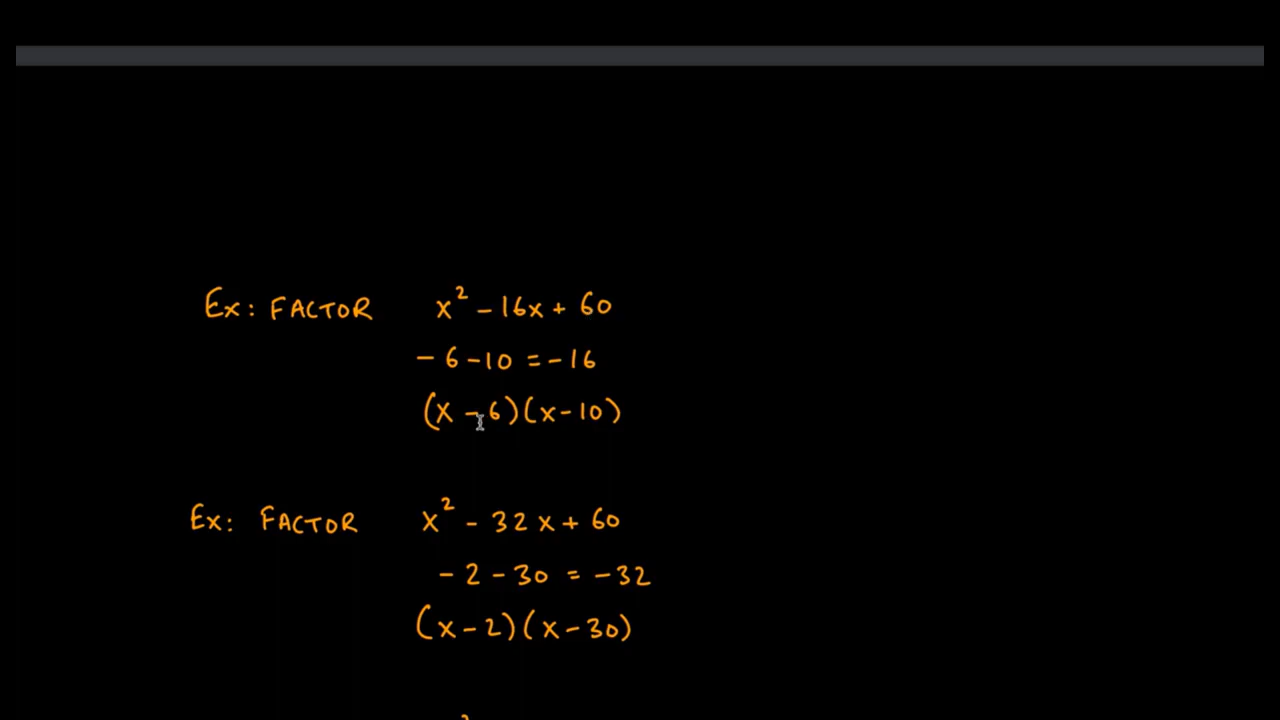 Ex: FACTOR x² - 16x + 60
- 6 - 10 = - 16
(x - 6)(x - 10)
Ex: FACTOR x² - 32x + 60
- 2 - 30 = - 32
(x - 2)(x - 30)